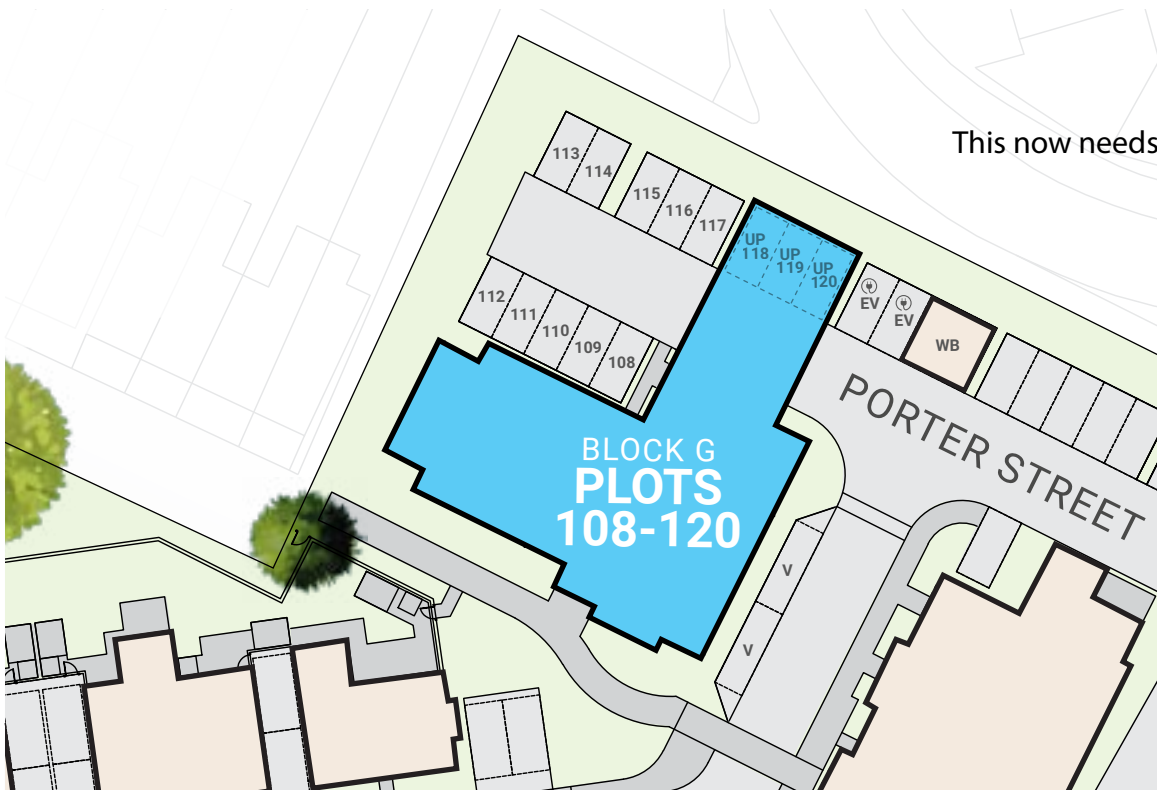 This now needs
113
114
115
116
117
UP
118
UP
119
UP
120
EV
EV
WB
112
111
110
109
108
PORTER STREET
BLOCK G
PLOTS
108-120
V
V